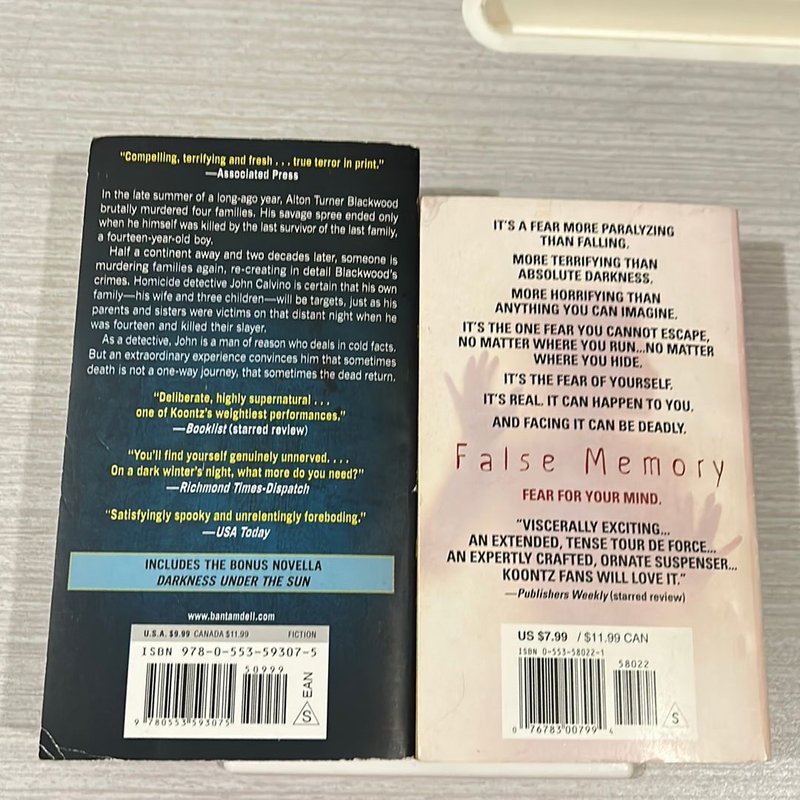 "Compelling, terrifying and fresh . . . true terror in print."
—Associated Press
In the late summer of a long-ago year, Alton Turner Blackwood
brutally murdered four families. His savage spree ended only
when he himself was killed by the last survivor of the last family,
a fourteen-year-old boy.
Half a continent away and two decades later, someone is
murdering families again, re-creating in detail Blackwood's
crimes. Homicide detective John Calvino is certain that his own
family—his wife and three children—will be targets, just as his
parents and sisters were victims on that distant night when he
was fourteen and killed their slayer.
As a detective, John is a man of reason who deals in cold facts.
But an extraordinary experience convinces him that sometimes
death is not a one-way journey, that sometimes the dead return.
"Deliberate, highly supernatural . . .
one of Koontz's weightiest performances."
—Booklist (starred review)
"You'll find yourself genuinely unnerved. . . .
On a dark winter's night, what more do you need?"
—Richmond Times-Dispatch
"Satisfyingly spooky and unrelentingly foreboding."
—USA Today
INCLUDES THE BONUS NOVELLA
DARKNESS UNDER THE SUN
www.bantamdell.com
U.S.A. $9.99 CANADA $11.99 FICTION
ISBN 978-0-553-59307-5
50999
9 780553 593075
EAN
S
IT'S A FEAR MORE PARALYZING
THAN FALLING.
MORE TERRIFYING THAN
ABSOLUTE DARKNESS.
MORE HORRIFYING THAN
ANYTHING YOU CAN IMAGINE.
IT'S THE ONE FEAR YOU CANNOT ESCAPE,
NO MATTER WHERE YOU RUN...NO MATTER
WHERE YOU HIDE.
IT'S THE FEAR OF YOURSELF.
IT'S REAL. IT CAN HAPPEN TO YOU.
AND FACING IT CAN BE DEADLY.
False Memory
FEAR FOR YOUR MIND.
"VISCERALLY EXCITING...
AN EXTENDED, TENSE TOUR DE FORCE...
AN EXPERTLY CRAFTED, ORNATE SUSPENSER...
KOONTZ FANS WILL LOVE IT."
—Publishers Weekly (starred review)
US $7.99 / $11.99 CAN
ISBN 0-553-58022-1
58022
0 76783 00799 4
S